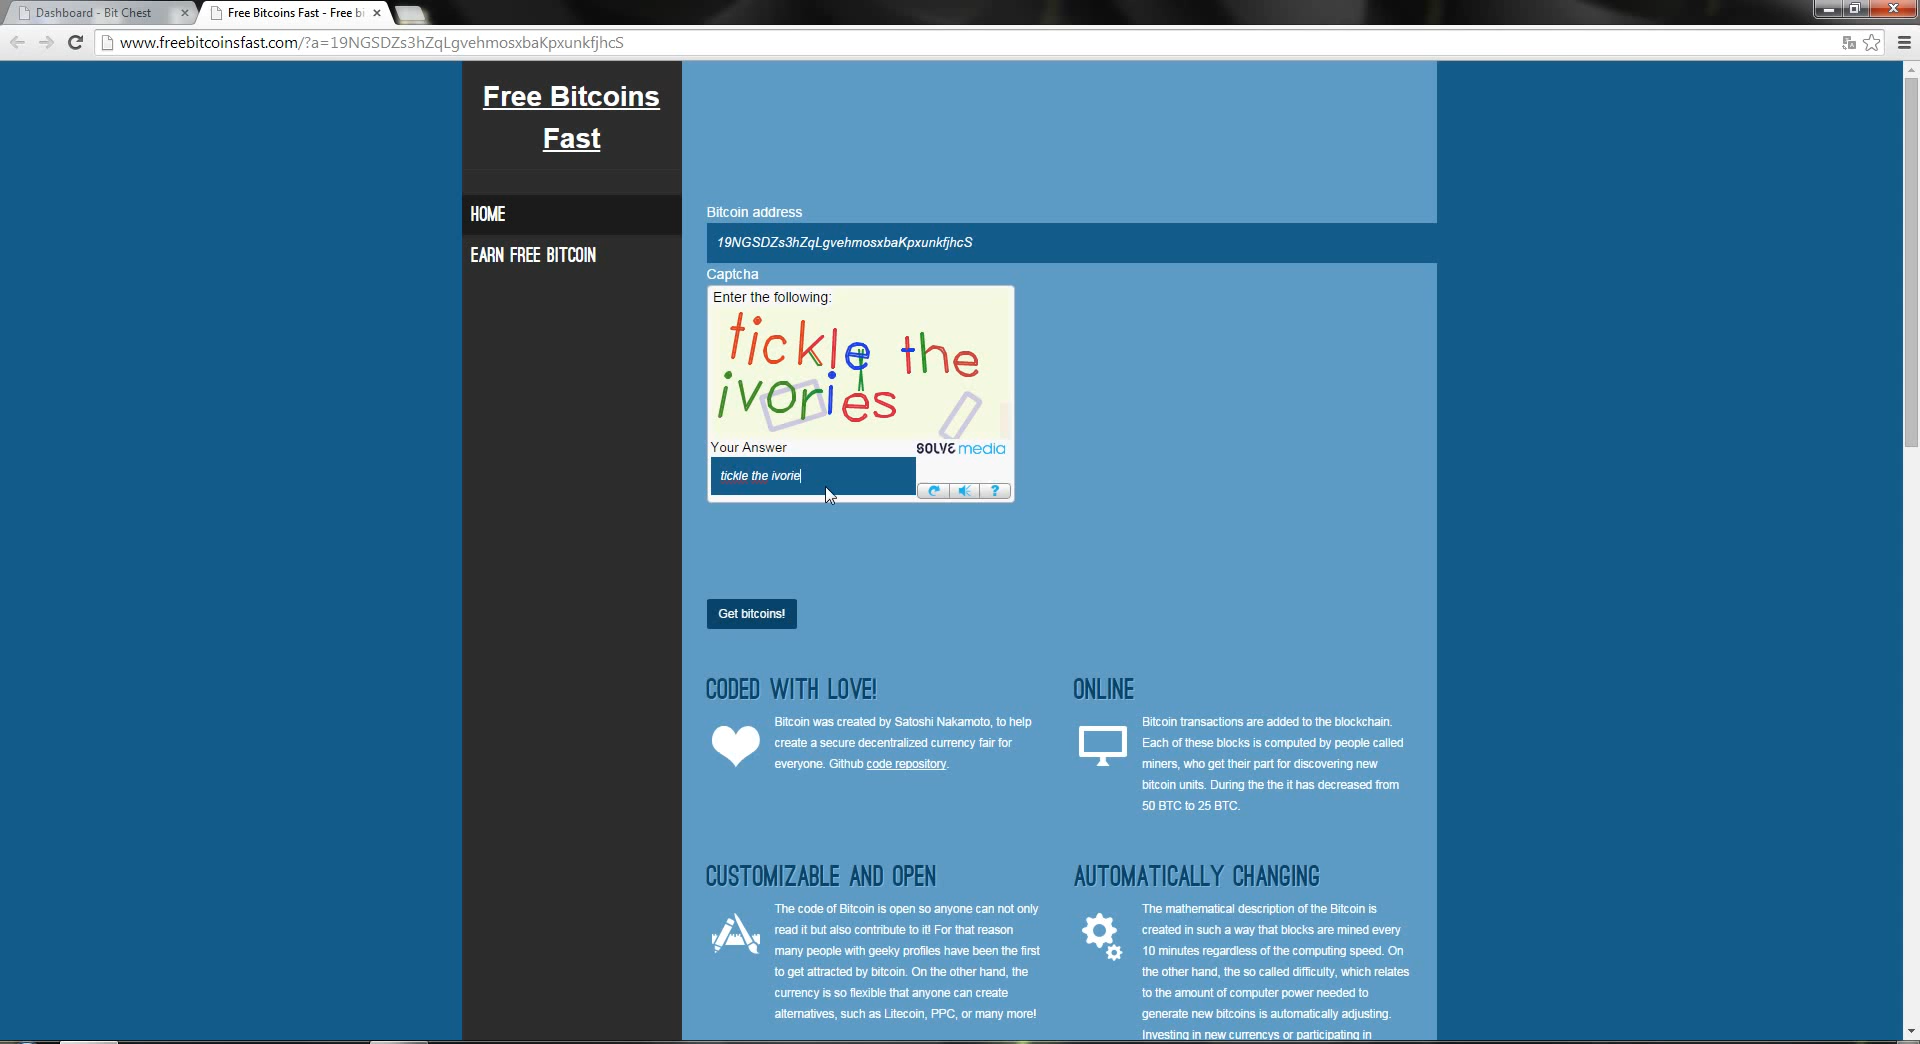 Dashboard - Bit Chest
Free Bitcoins Fast - Free bi
www.freebitcoinsfast.com/?a=19NGSDZs3hZqLgvehmosxbaKpxunkfjhcS
Free Bitcoins
Fast
HOME
EARN FREE BITCOIN
Bitcoin address
19NGSDZs3hZqLgvehmosxbaKpxunkfjhcS
Captcha
Enter the following:
tickle the
ivories
Your Answer
SOLVE media
tickle the ivorie
?
Get bitcoins!
CODED WITH LOVE!
Bitcoin was created by Satoshi Nakamoto, to help
create a secure decentralized currency fair for
everyone. Github code repository.
ONLINE
Bitcoin transactions are added to the blockchain.
Each of these blocks is computed by people called
miners, who get their part for discovering new
bitcoin units. During the the it has decreased from
50 BTC to 25 BTC.
CUSTOMIZABLE AND OPEN
The code of Bitcoin is open so anyone can not only
read it but also contribute to it! For that reason
many people with geeky profiles have been the first
to get attracted by bitcoin. On the other hand, the
currency is so flexible that anyone can create
alternatives, such as Litecoin, PPC, or many more!
AUTOMATICALLY CHANGING
The mathematical description of the Bitcoin is
created in such a way that blocks are mined every
10 minutes regardless of the computing speed. On
the other hand, the so called difficulty, which relates
to the amount of computer power needed to
generate new bitcoins is automatically adjusting.
Investing in new currencys or participating in